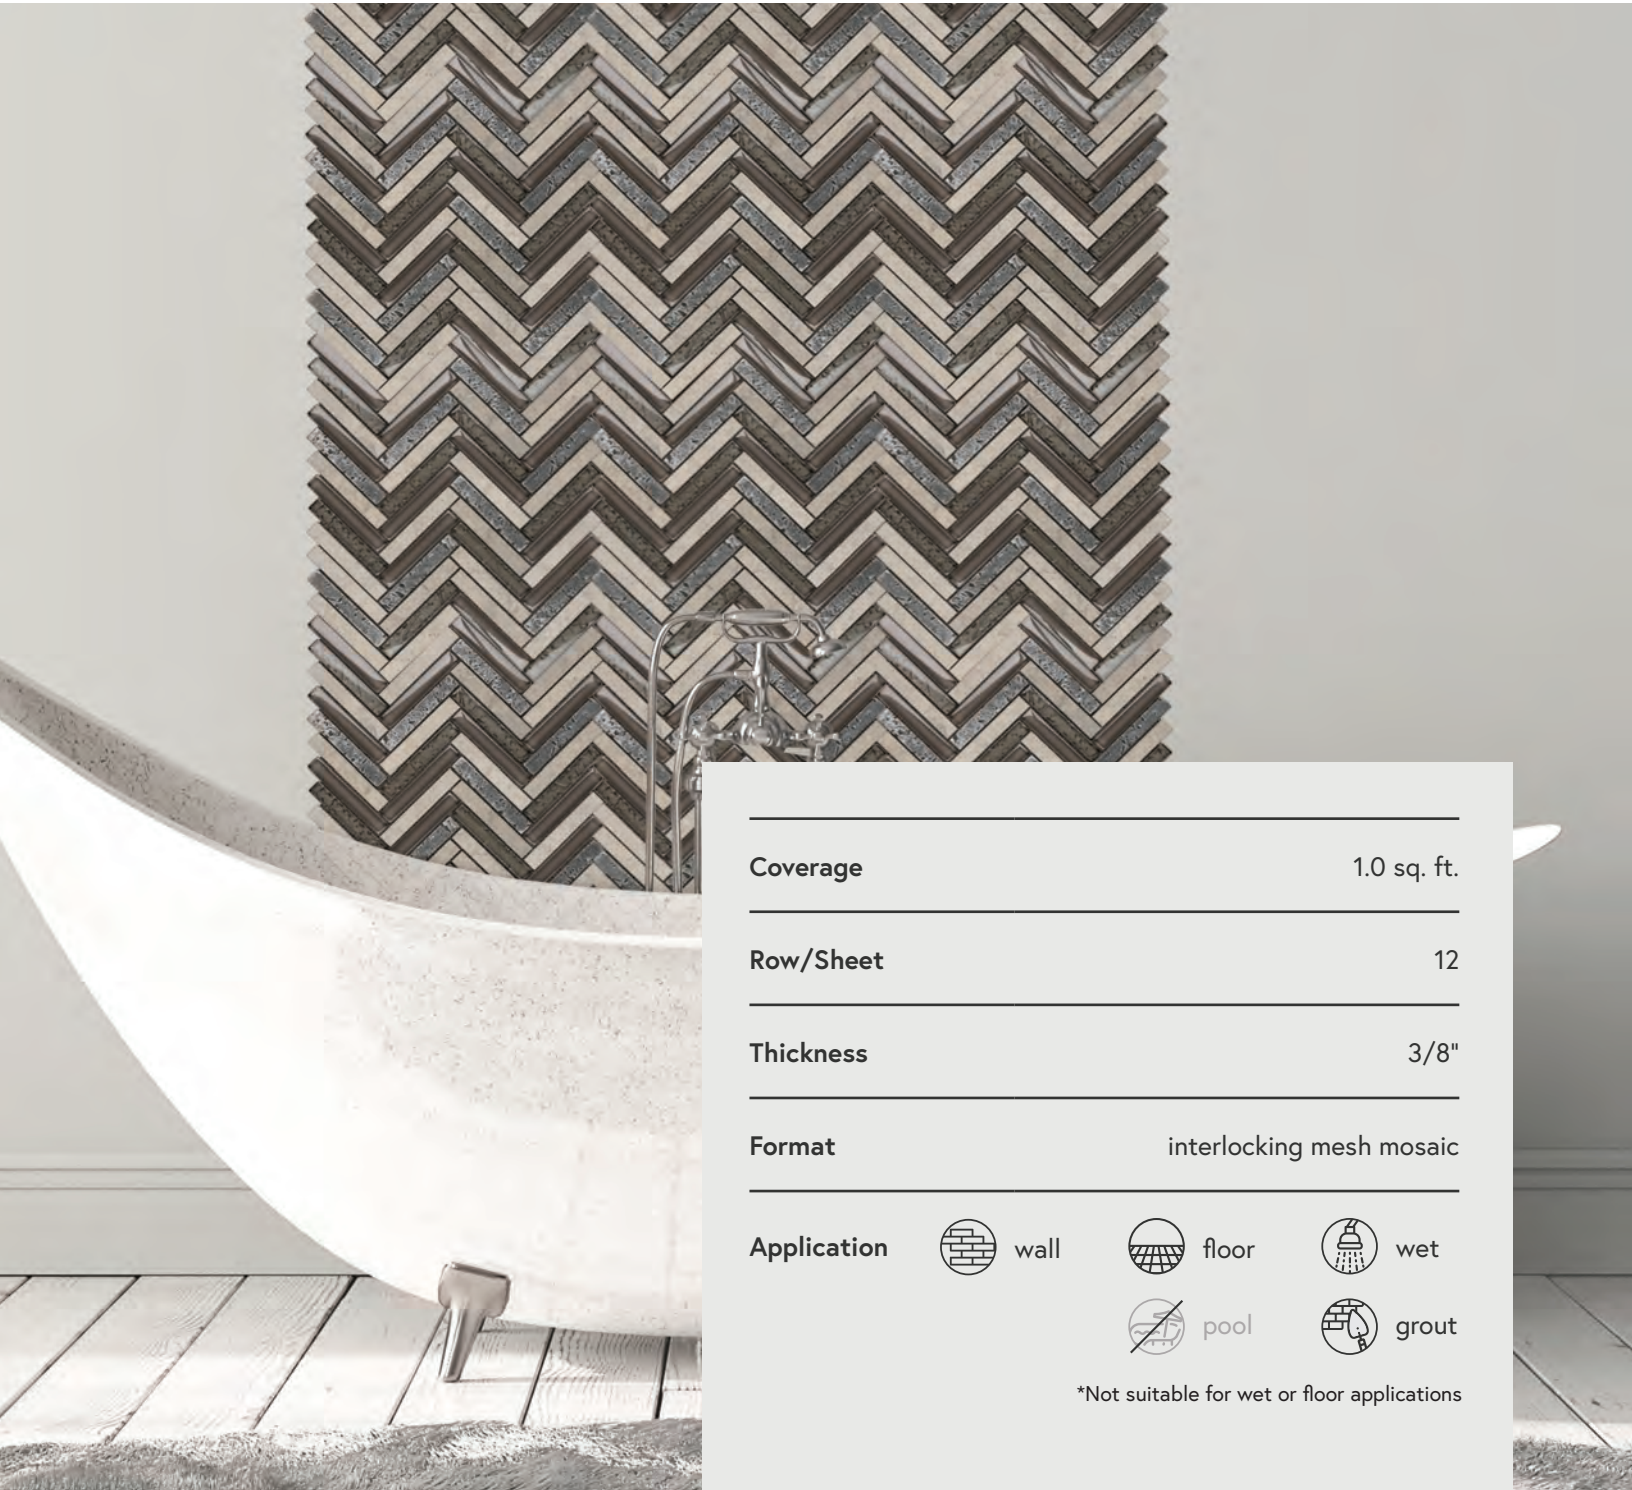 Coverage 1.0 sq. ft.
Row/Sheet 12
Thickness 3/8"
Format interlocking mesh mosaic
Application wall floor wet
pool grout
*Not suitable for wet or floor applications